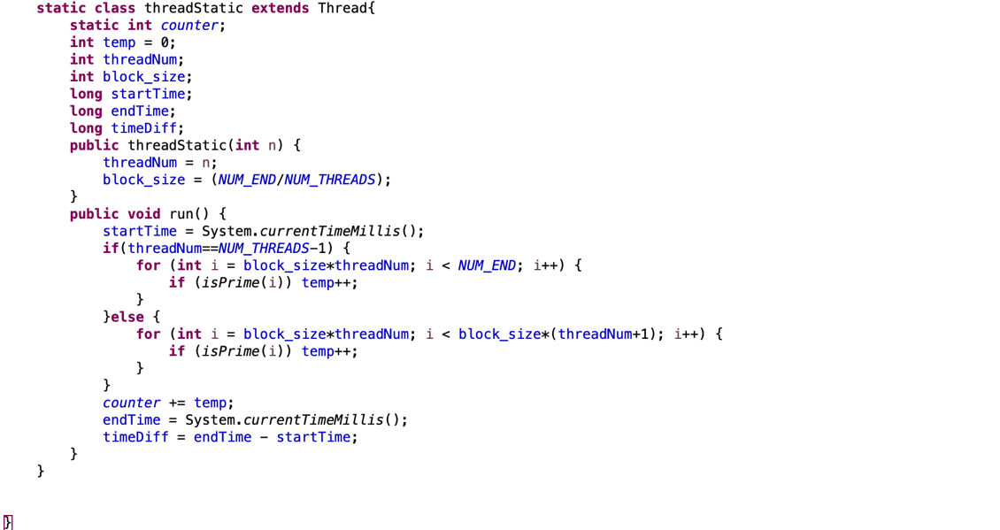 static class threadStatic extends Thread{
static int counter;
int temp = 0;
int threadNum;
int block_size;
long startTime;
long endTime;
long timeDiff;
public threadStatic(int n) {
threadNum = n;
block_size = (NUM_END/NUM_THREADS);
}
public void run() {
startTime = System.currentTimeMillis();
if(threadNum==NUM_THREADS-1) {
for (int i = block_size*threadNum; i < NUM_END; i++) {
if (isPrime(i)) temp++;
}
}else {
for (int i = block_size*threadNum; i < block_size*(threadNum+1); i++) {
if (isPrime(i)) temp++;
}
}
counter += temp;
endTime = System.currentTimeMillis();
timeDiff = endTime - startTime;
}
}
}